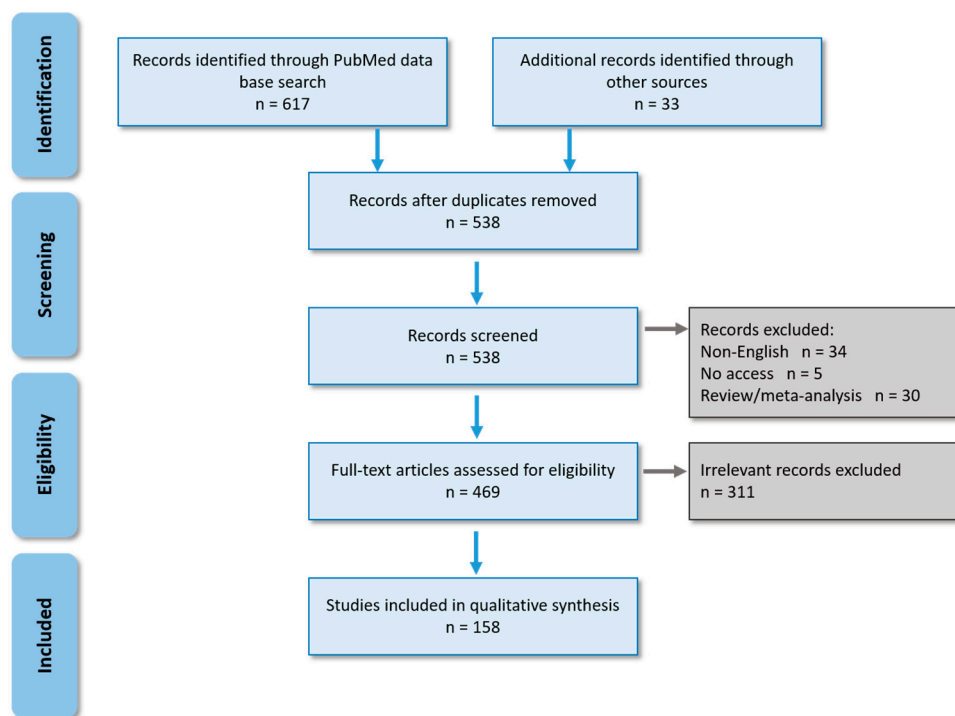 Identification
Records identified through PubMed data
base search
n = 617
Additional records identified through
other sources
n = 33
Records after duplicates removed
n = 538
Screening
Records screened
n = 538
Records excluded:
Non-English n = 34
No access n = 5
Review/meta-analysis n = 30
Eligibility
Full-text articles assessed for eligibility
n = 469
Irrelevant records excluded
n = 311
Included
Studies included in qualitative synthesis
n = 158